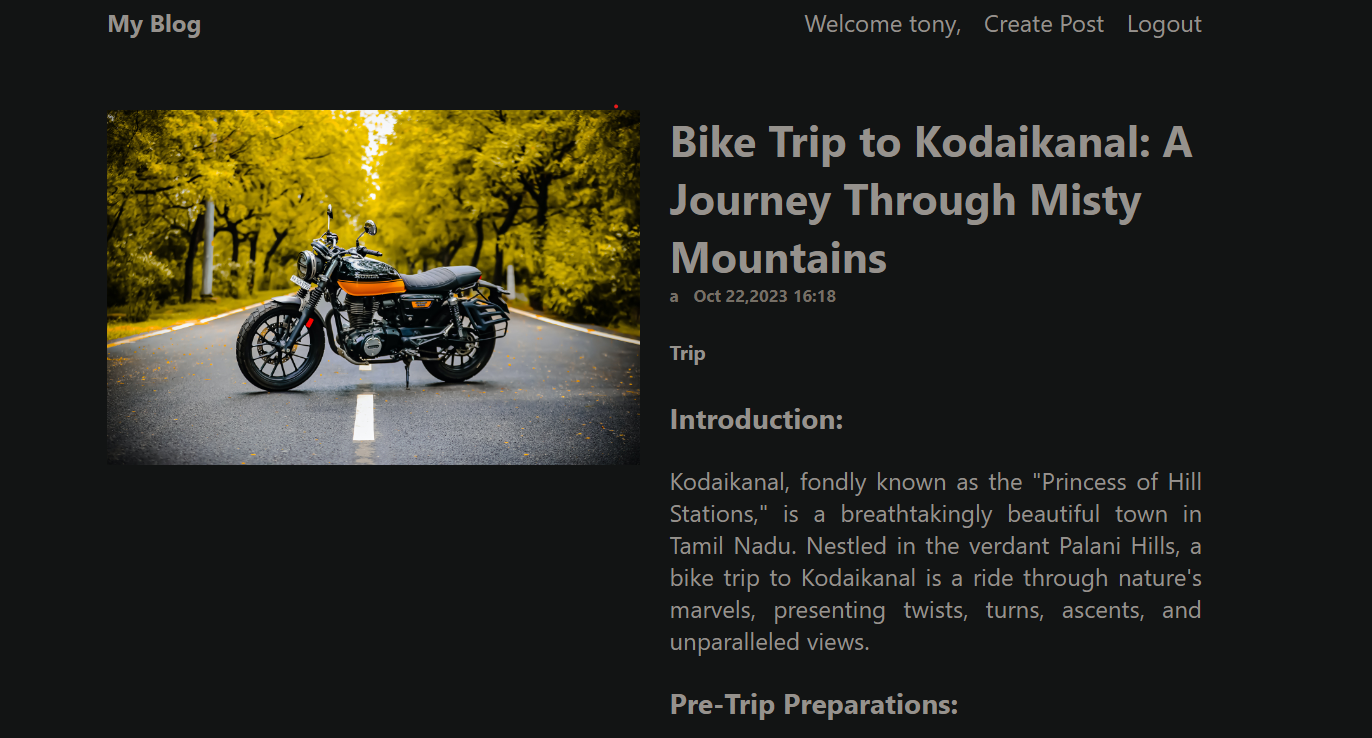 My Blog
Welcome tony, Create Post Logout
Bike Trip to Kodaikanal: A
Journey Through Misty
Mountains
a Oct 22,2023 16:18
Trip
Introduction:
Kodaikanal, fondly known as the "Princess of Hill
Stations," is a breathtakingly beautiful town in
Tamil Nadu. Nestled in the verdant Palani Hills, a
bike trip to Kodaikanal is a ride through nature's
marvels, presenting twists, turns, ascents, and
unparalleled views.
Pre-Trip Preparations: